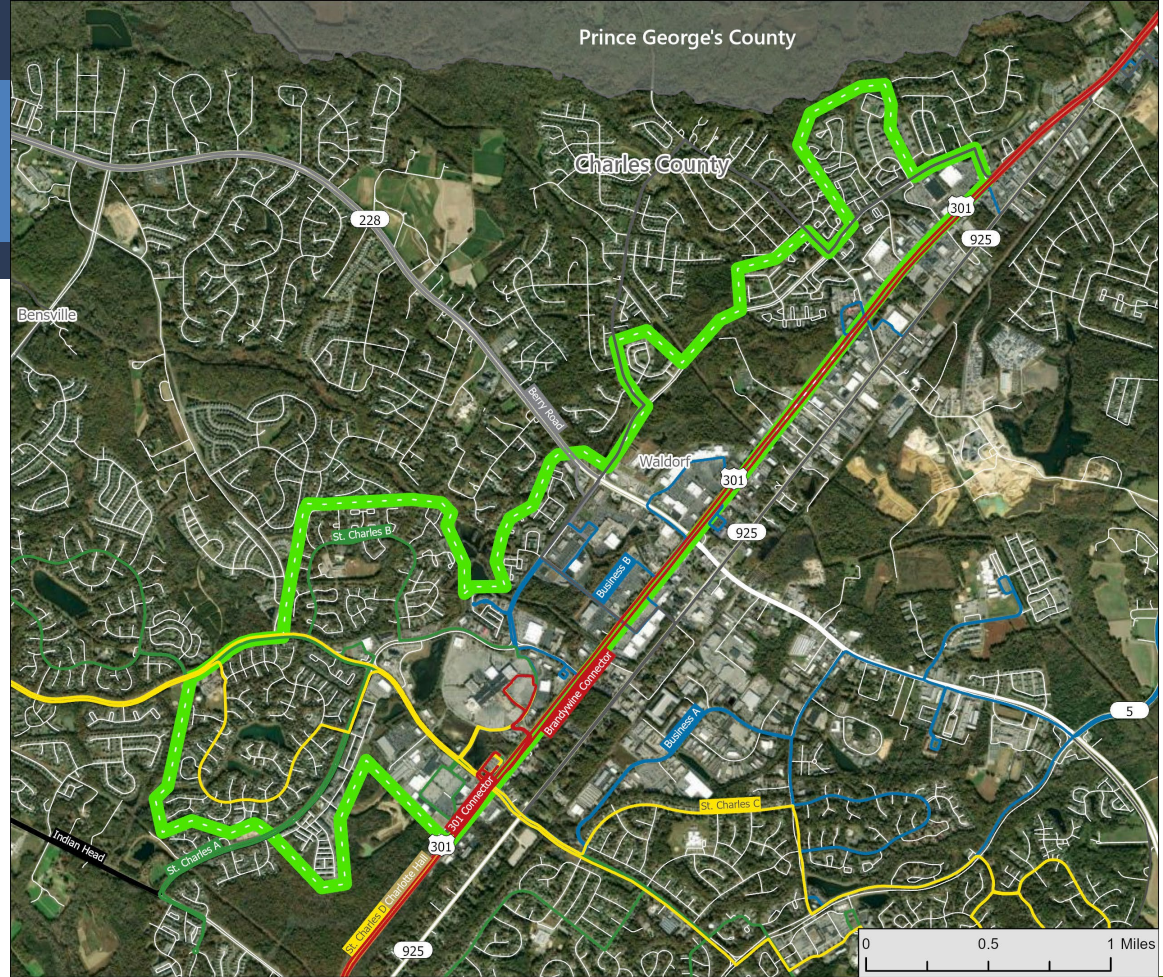 Prince George's County
Charles County
228
301
925
Bensville
Berry Road
Waldorf
301
925
St. Charles B
Business B
Brandywine Connector
5
Business A
301 Connector
St. Charles C
Indian Head
St. Charles A
301
St. Charles D
Charlotte Hall
925
0 0.5 1 Miles